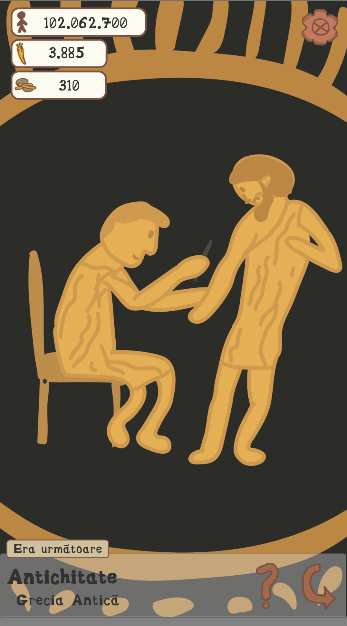 102.062.700
3.885
310
Era următoare
Antichitate
Grecia Antică
?